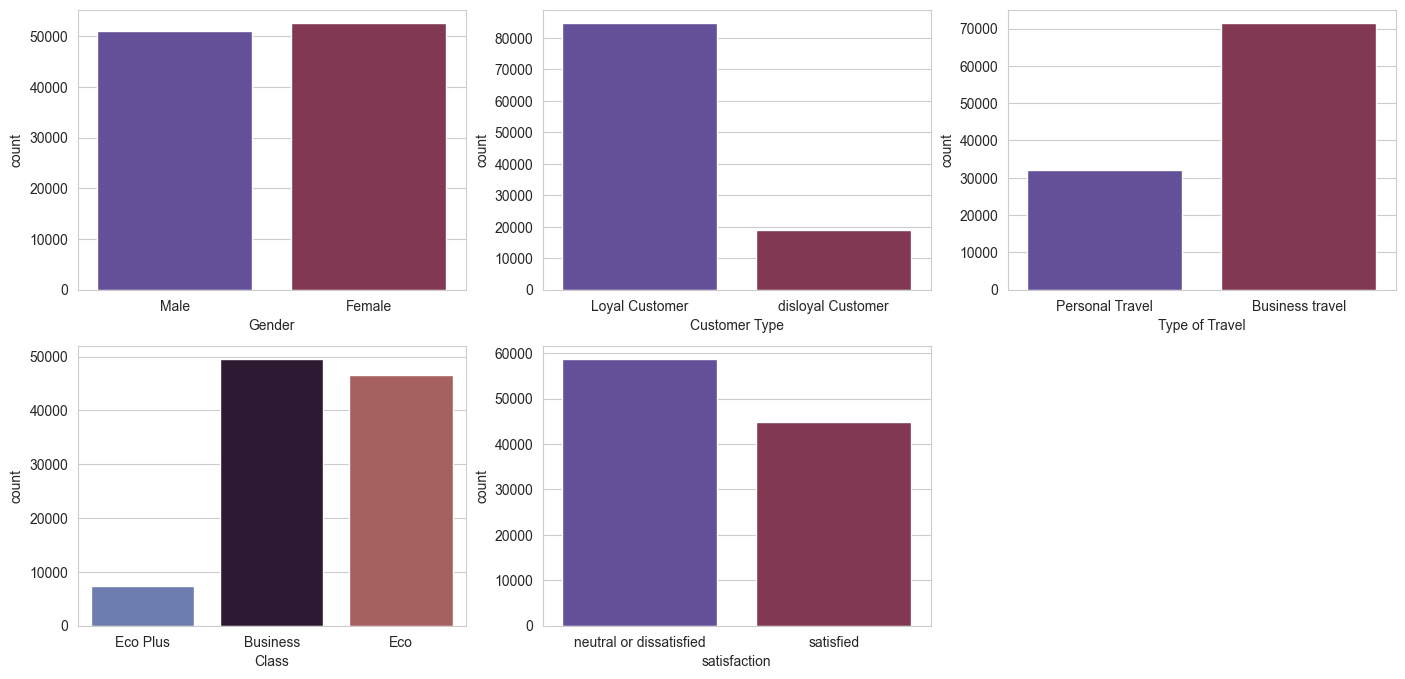 count
50000
40000
30000
20000
10000
0
Male
Female
Gender
count
80000
70000
60000
50000
40000
30000
20000
10000
0
Loyal Customer
disloyal Customer
Customer Type
count
70000
60000
50000
40000
30000
20000
10000
0
Personal Travel
Business travel
Type of Travel
count
50000
40000
30000
20000
10000
0
Eco Plus
Business
Eco
Class
count
60000
50000
40000
30000
20000
10000
0
neutral or dissatisfied
satisfied
satisfaction